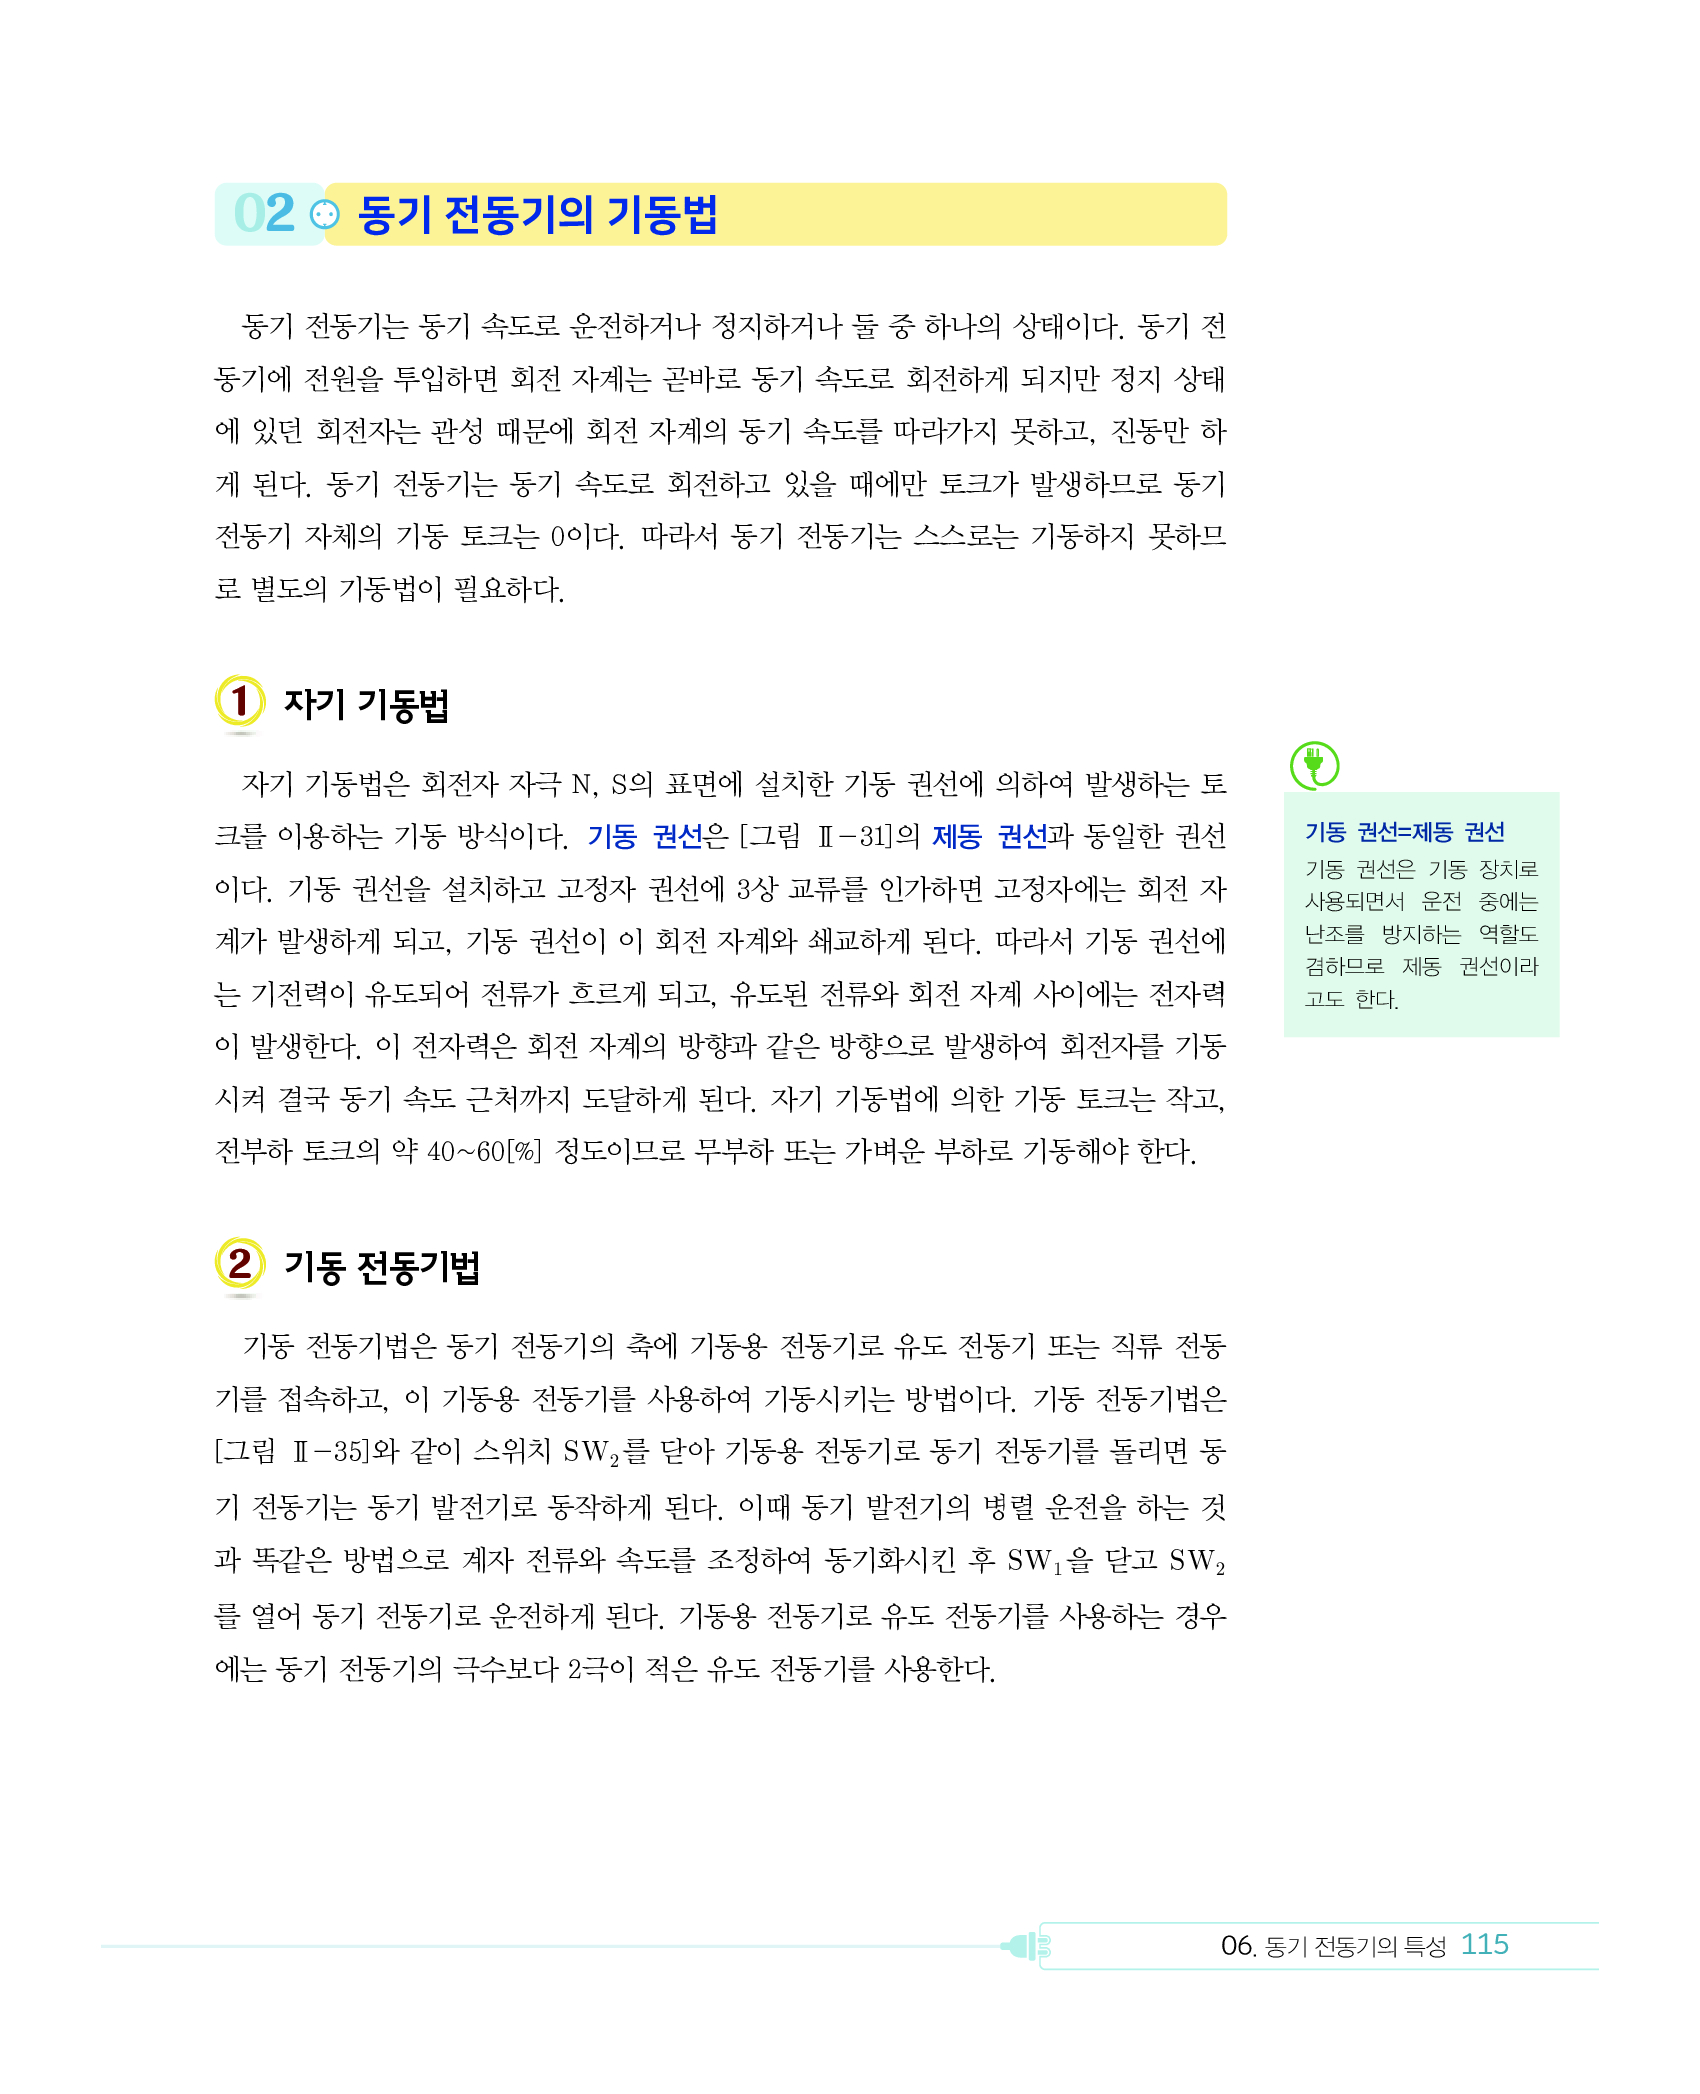 02 동기 전동기의 기동법
동기 전동기는 동기 속도로 운전하거나 정지하거나 둘 중 하나의 상태이다. 동기 전
동기에 전원을 투입하면 회전 자계는 곧바로 동기 속도로 회전하게 되지만 정지 상태
에 있던 회전자는 관성 때문에 회전 자계의 동기 속도를 따라가지 못하고, 진동만 하
게 된다. 동기 전동기는 동기 속도로 회전하고 있을 때에만 토크가 발생하므로 동기
전동기 자체의 기동 토크는 0이다. 따라서 동기 전동기는 스스로는 기동하지 못하므
로 별도의 기동법이 필요하다.
1 자기 기동법
자기 기동법은 회전자 자극 N, S의 표면에 설치한 기동 권선에 의하여 발생하는 토
크를 이용하는 기동 방식이다. 기동 권선은 [그림 Ⅱ-31]의 제동 권선과 동일한 권선
이다. 기동 권선을 설치하고 고정자 권선에 3상 교류를 인가하면 고정자에는 회전 자
계가 발생하게 되고, 기동 권선이 이 회전 자계와 쇄교하게 된다. 따라서 기동 권선에
는 기전력이 유도되어 전류가 흐르게 되고, 유도된 전류와 회전 자계 사이에는 전자력
이 발생한다. 이 전자력은 회전 자계의 방향과 같은 방향으로 발생하여 회전자를 기동
시켜 결국 동기 속도 근처까지 도달하게 된다. 자기 기동법에 의한 기동 토크는 작고,
전부하 토크의 약 40~60[%] 정도이므로 무부하 또는 가벼운 부하로 기동해야 한다.
기동 권선=제동 권선
기동 권선은 기동 장치로
사용되면서 운전 중에는
난조를 방지하는 역할도
겸하므로 제동 권선이라
고도 한다.
2 기동 전동기법
기동 전동기법은 동기 전동기의 축에 기동용 전동기로 유도 전동기 또는 직류 전동
기를 접속하고, 이 기동용 전동기를 사용하여 기동시키는 방법이다. 기동 전동기법은
[그림 Ⅱ-35]와 같이 스위치 SW₂를 닫아 기동용 전동기로 동기 전동기를 돌리면 동
기 전동기는 동기 발전기로 동작하게 된다. 이때 동기 발전기의 병렬 운전을 하는 것
과 똑같은 방법으로 계자 전류와 속도를 조정하여 동기화시킨 후 SW₁을 닫고 SW₂
를 열어 동기 전동기로 운전하게 된다. 기동용 전동기로 유도 전동기를 사용하는 경우
에는 동기 전동기의 극수보다 2극이 적은 유도 전동기를 사용한다.
06. 동기 전동기의 특성 115